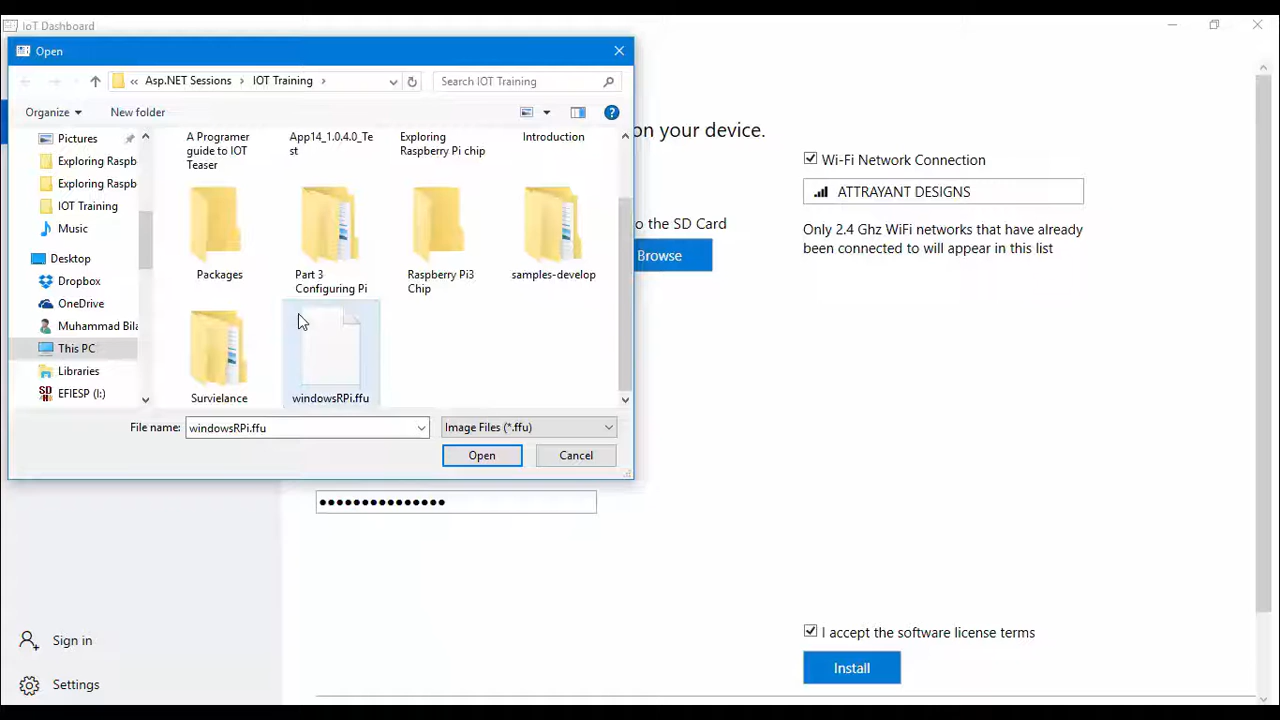 IoT Dashboard
Open
« Asp.NET Sessions > IOT Training >
Search IOT Training
Organize
New folder
Pictures
Exploring Raspb
Exploring Raspb
IOT Training
Music
Desktop
Dropbox
OneDrive
Muhammad Bila
This PC
Libraries
EFIESP (I:)
A Programer
guide to IOT
Teaser
App14_1.0.4.0_Te
st
Exploring
Raspberry Pi chip
Introduction
Packages
Part 3
Configuring Pi
Raspberry Pi3
Chip
samples-develop
Survielance
windowsRPi.ffu
File name:
windowsRPi.ffu
Image Files (*.ffu)
Open
Cancel
on your device.
o the SD Card
Browse
Wi-Fi Network Connection
ATTRAYANT DESIGNS
Only 2.4 Ghz WiFi networks that have already
been connected to will appear in this list
I accept the software license terms
Install
Sign in
Settings